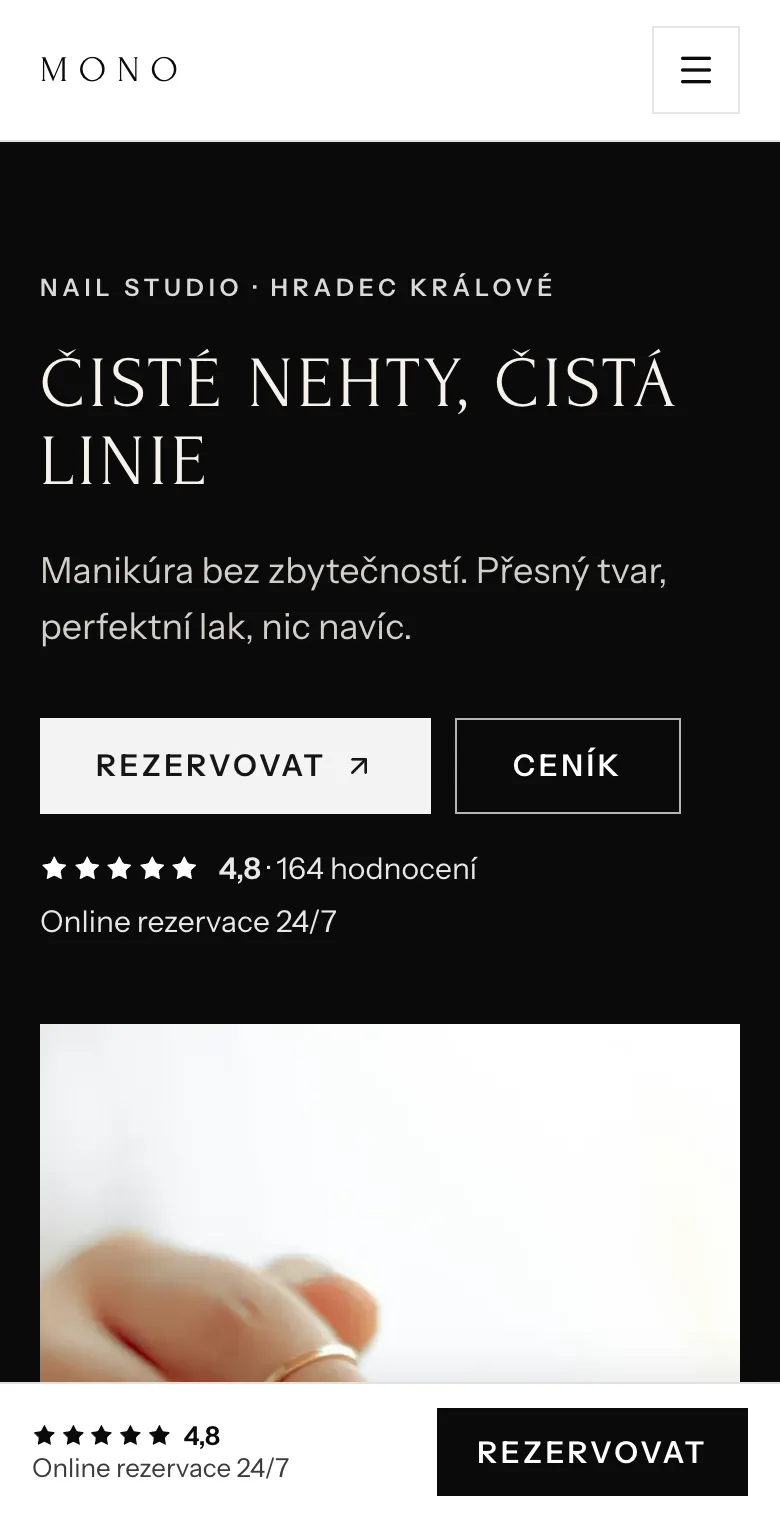 MONO
NAIL STUDIO · HRADEC KRÁLOVÉ
ČISTÉ NEHTY, ČISTÁ
LINIE
Manikúra bez zbytečností. Přesný tvar,
perfektní lak, nic navíc.
REZERVOVAT
CENÍK
4,8 · 164 hodnocení
Online rezervace 24/7
4,8
Online rezervace 24/7
REZERVOVAT